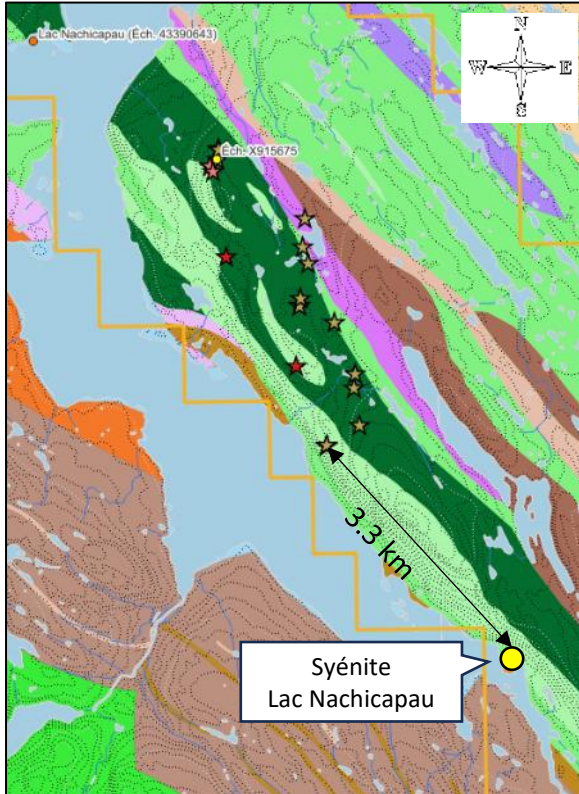 Lac Nachicapau (Éch. 43390643)
N
W E
S
Éch. X915675
3.3 km
Syénite
Lac Nachicapau